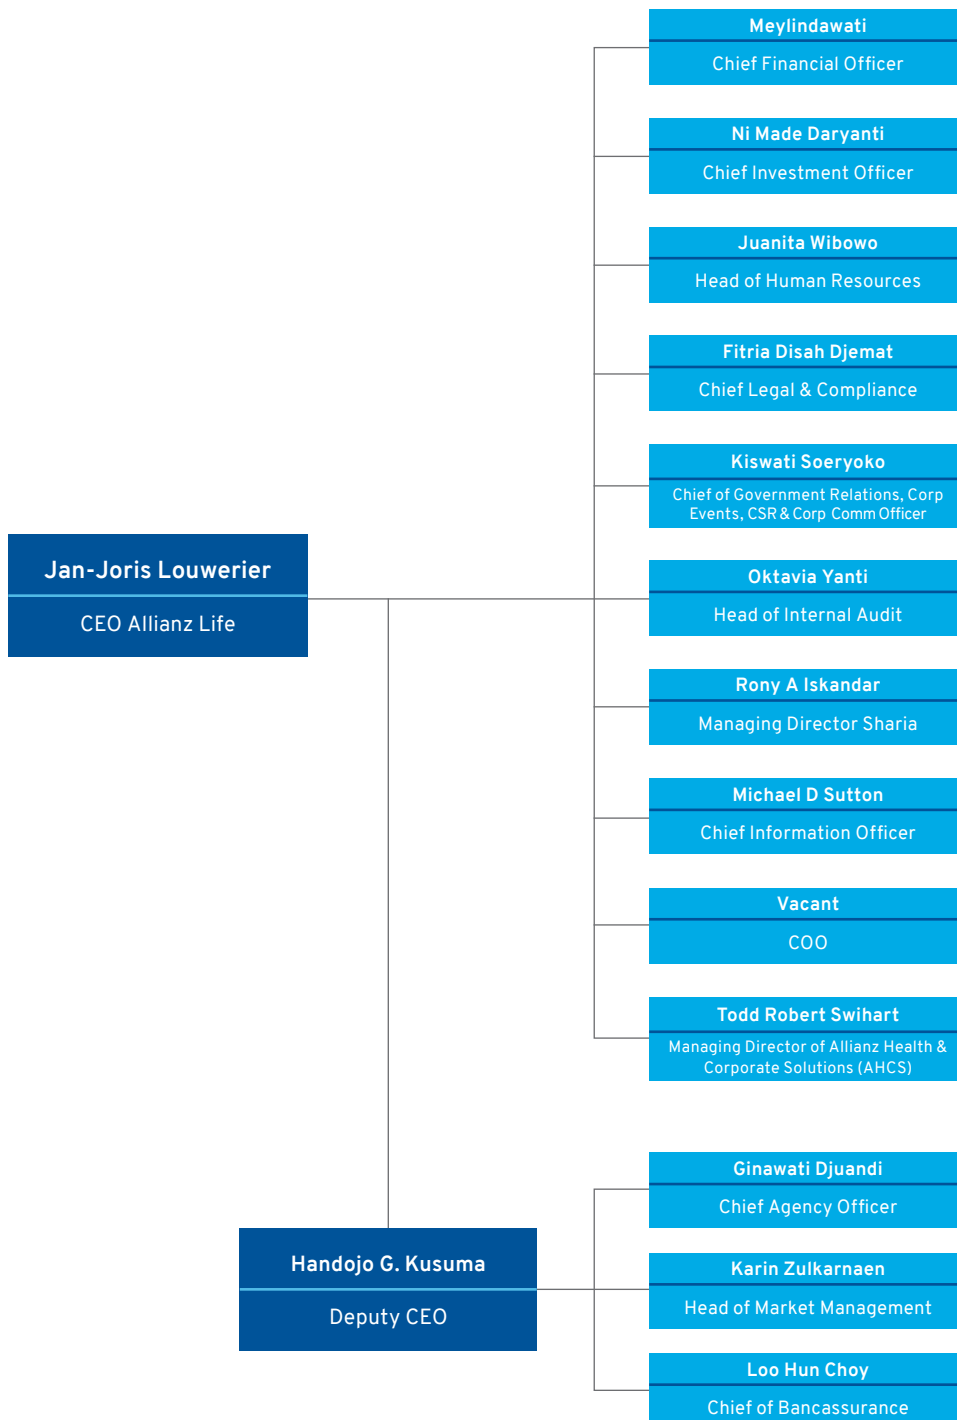 Meylindawati
Chief Financial Officer
Ni Made Daryanti
Chief Investment Officer
Juanita Wibowo
Head of Human Resources
Fitria Disah Djemat
Chief Legal & Compliance
Kiswati Soeryoko
Chief of Government Relations, Corp
Events, CSR & Corp Comm Officer
Jan-Joris Louwerier
CEO Allianz Life
Oktavia Yanti
Head of Internal Audit
Rony A Iskandar
Managing Director Sharia
Michael D Sutton
Chief Information Officer
Vacant
COO
Todd Robert Swihart
Managing Director of Allianz Health &
Corporate Solutions (AHCS)
Ginawati Djuandi
Chief Agency Officer
Handojo G. Kusuma
Deputy CEO
Karin Zulkarnaen
Head of Market Management
Loo Hun Choy
Chief of Bancassurance